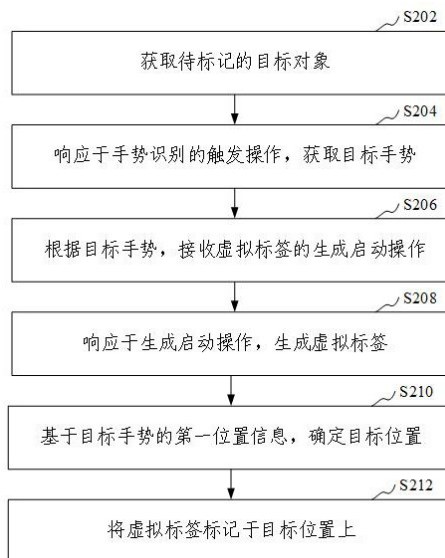 S202
获取待标记的目标对象
S204
响应于手势识别的触发操作，获取目标手势
S206
根据目标手势，接收虚拟标签的生成启动操作
S208
响应于生成启动操作，生成虚拟标签
S210
基于目标手势的第一位置信息，确定目标位置
S212
将虚拟标签标记于目标位置上